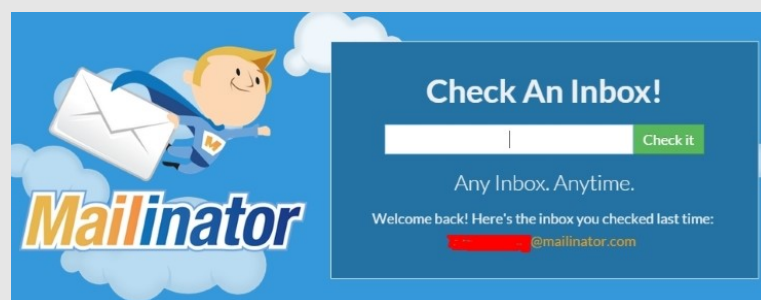 Check An Inbox!
Check it
Any Inbox. Anytime.
Welcome back! Here's the inbox you checked last time:
@mailinator.com
M
Mailinator